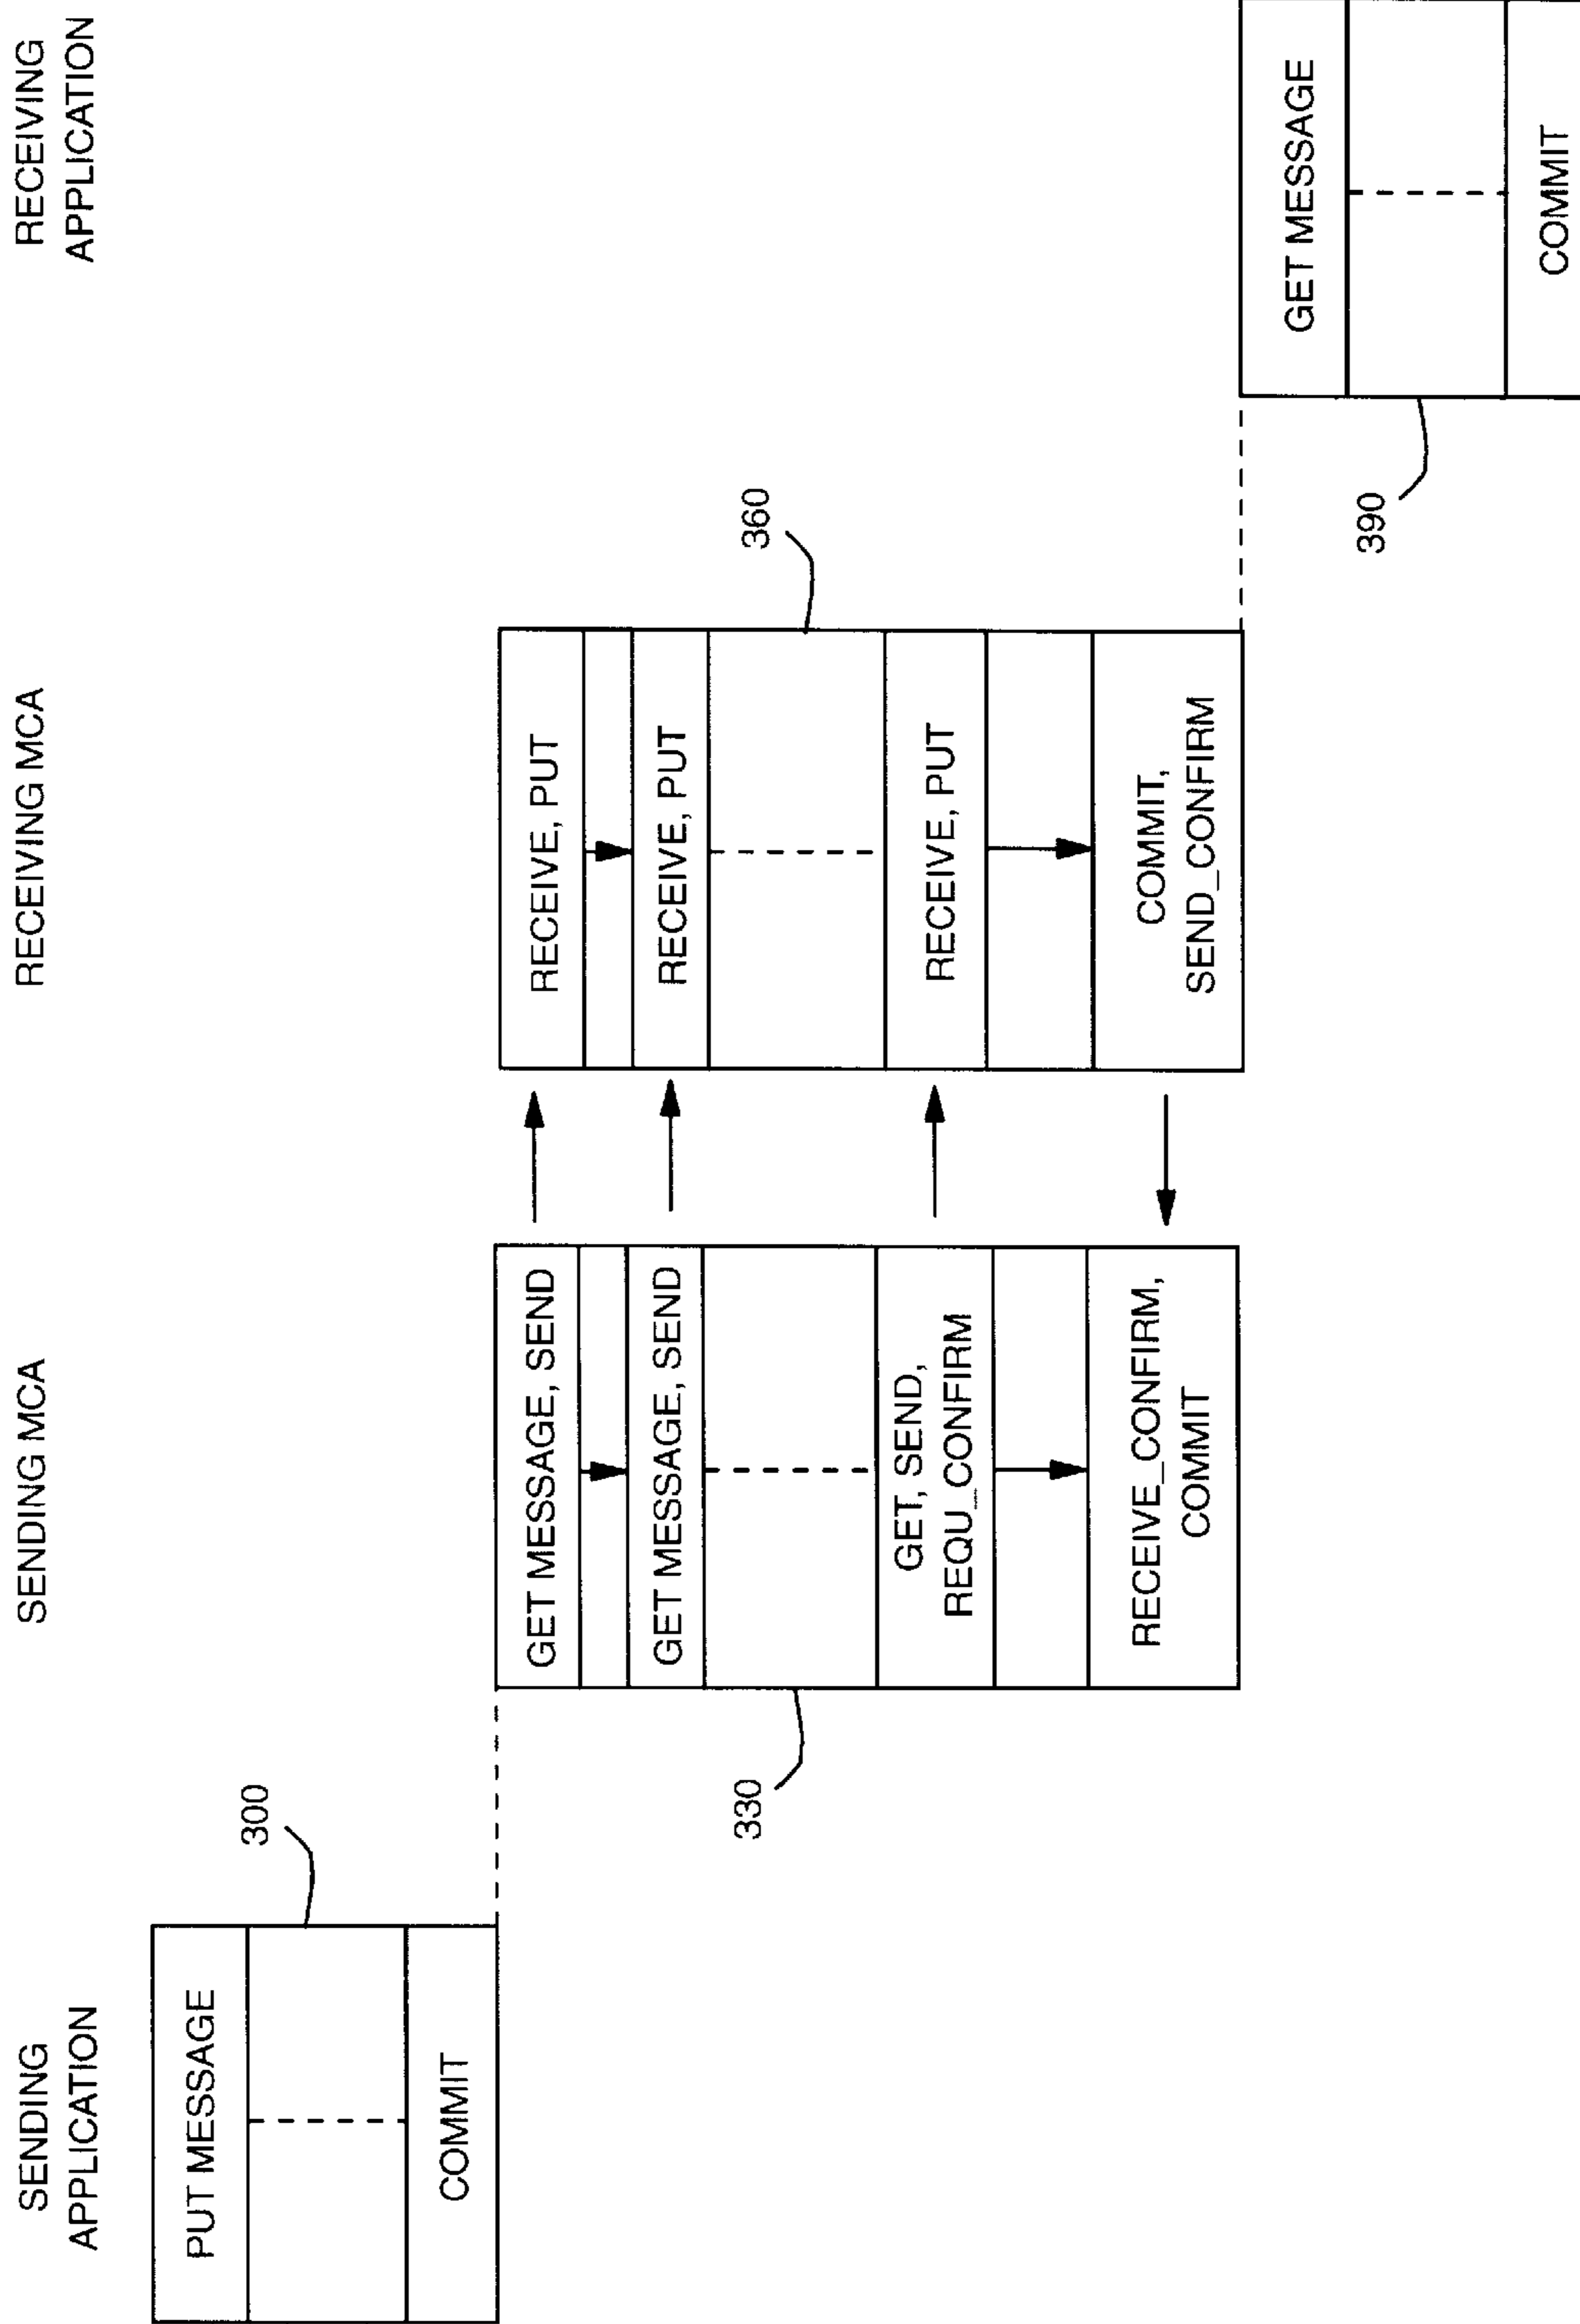 SENDING
APPLICATION
SENDING MCA
RECEIVING MCA
RECEIVING
APPLICATION
PUT MESSAGE
300
COMMIT
GET MESSAGE, SEND
GET MESSAGE, SEND
330
GET, SEND,
REQU_CONFIRM
RECEIVE_CONFIRM,
COMMIT
RECEIVE, PUT
RECEIVE, PUT
360
RECEIVE, PUT
COMMIT,
SEND_CONFIRM
GET MESSAGE
390
COMMIT